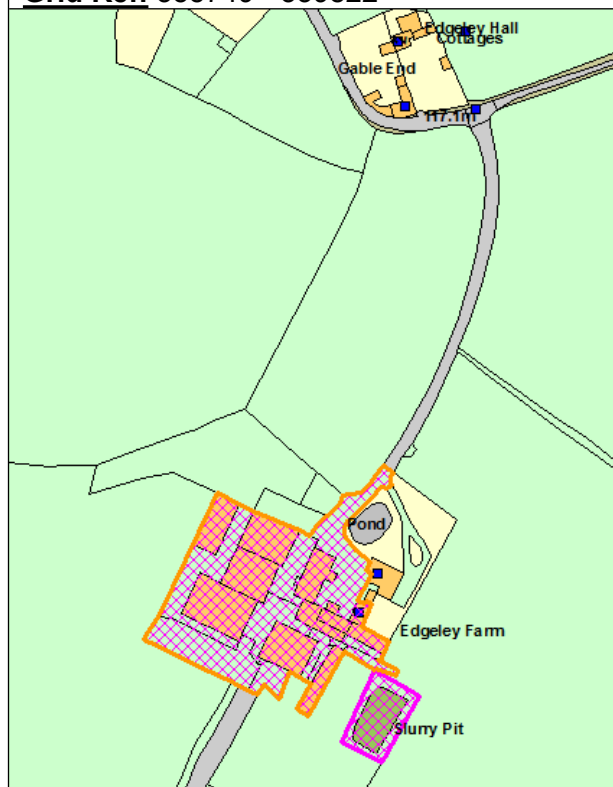 Edgeley Hall
Cottages
Gable End
117.1m
Pond
Edgeley Farm
Slurry Pit